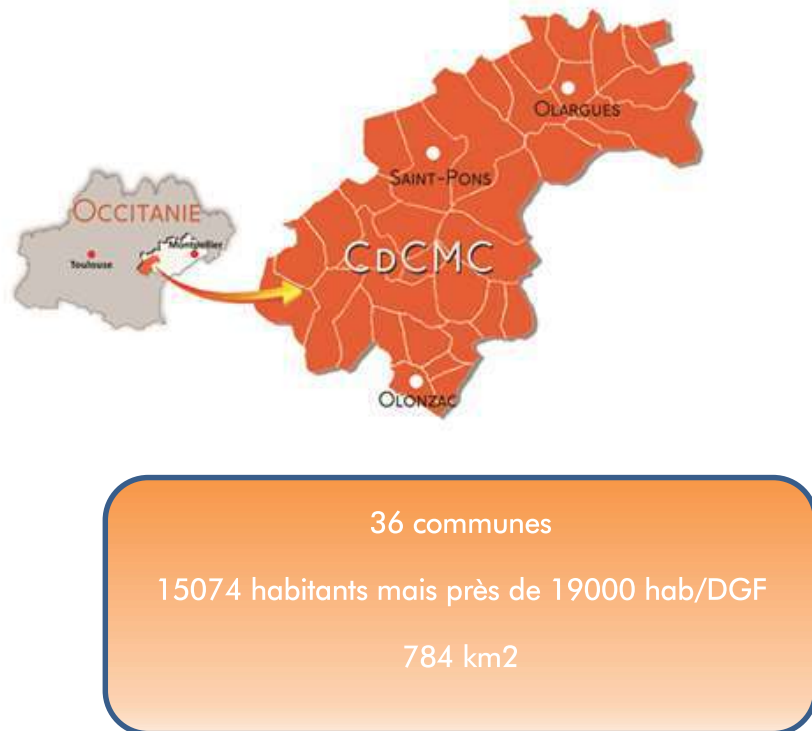 OLARGUES
SAINT-PONS
OCCITANIE
Montpellier
Toulouse
CDCMC
OLONZAC
36 communes
15074 habitants mais près de 19000 hab/DGF
784 km2